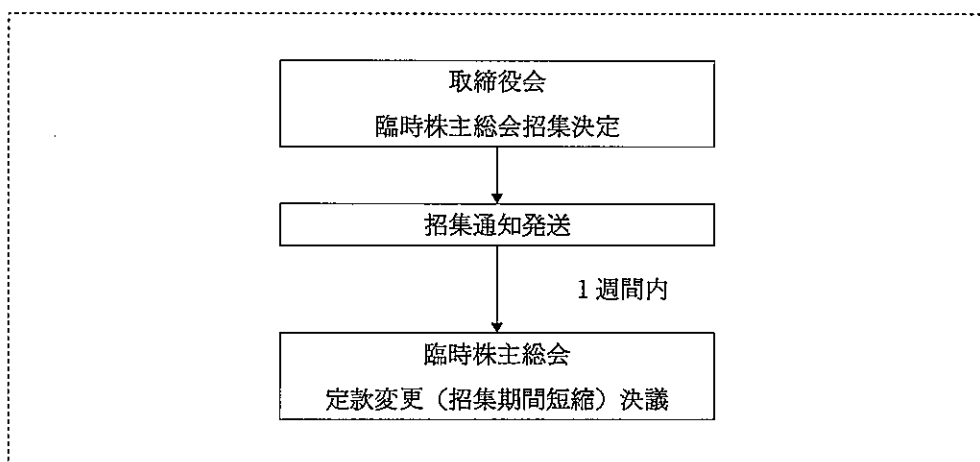 取締役会
臨時株主総会招集決定
招集通知発送
1週間内
臨時株主総会
定款変更（招集期間短縮）決議